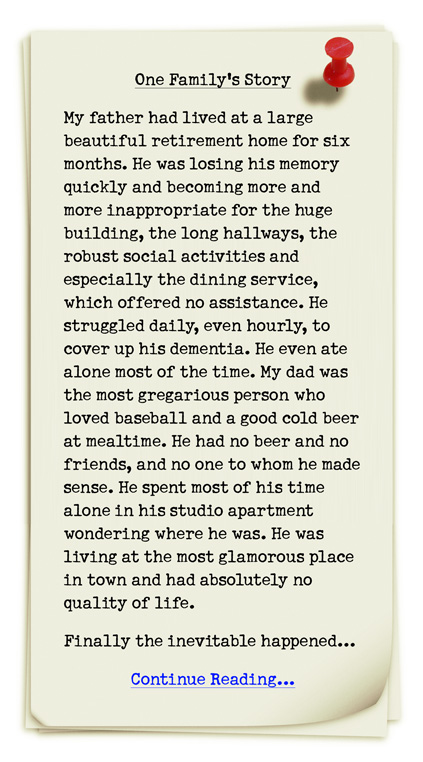 One Family's Story
My father had lived at a large
beautiful retirement home for six
months. He was losing his memory
quickly and becoming more and
more inappropriate for the huge
building, the long hallways, the
robust social activities and
especially the dining service,
which offered no assistance. He
struggled daily, even hourly, to
cover up his dementia. He even ate
alone most of the time. My dad was
the most gregarious person who
loved baseball and a good cold beer
at mealtime. He had no beer and no
friends, and no one to whom he made
sense. He spent most of his time
alone in his studio apartment
wondering where he was. He was
living at the most glamorous place
in town and had absolutely no
quality of life.
Finally the inevitable happened...
Continue Reading...